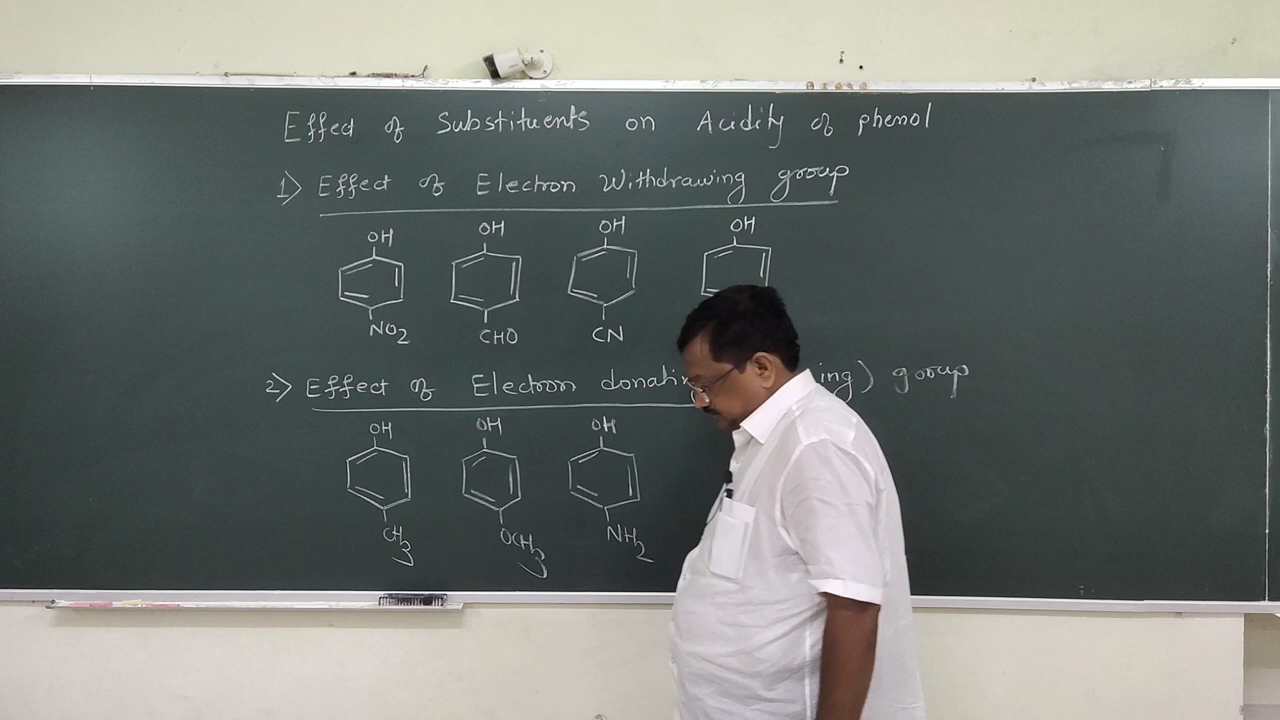 Effect of Substituents on Acidity of phenol
1) Effect of Electron Withdrawing group
OH OH OH OH
NO2 CHO CN
2) Effect of Electron donati ing) group
OH OH OH
CH3 OCH3 NH2